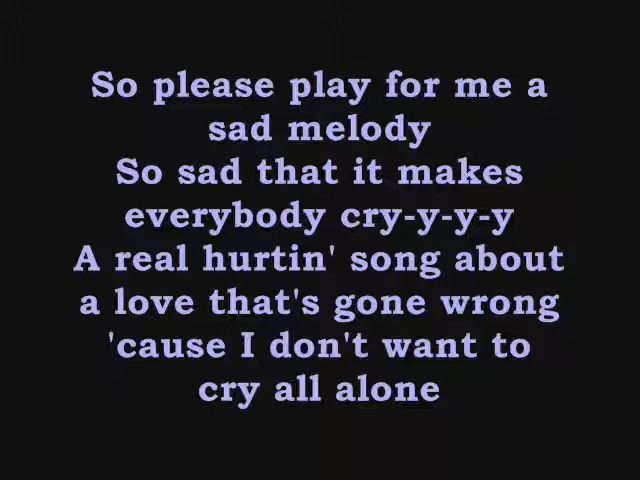 So please play for me a
sad melody
So sad that it makes
everybody cry-y-y-y
A real hurtin' song about
a love that's gone wrong
'cause I don't want to
cry all alone